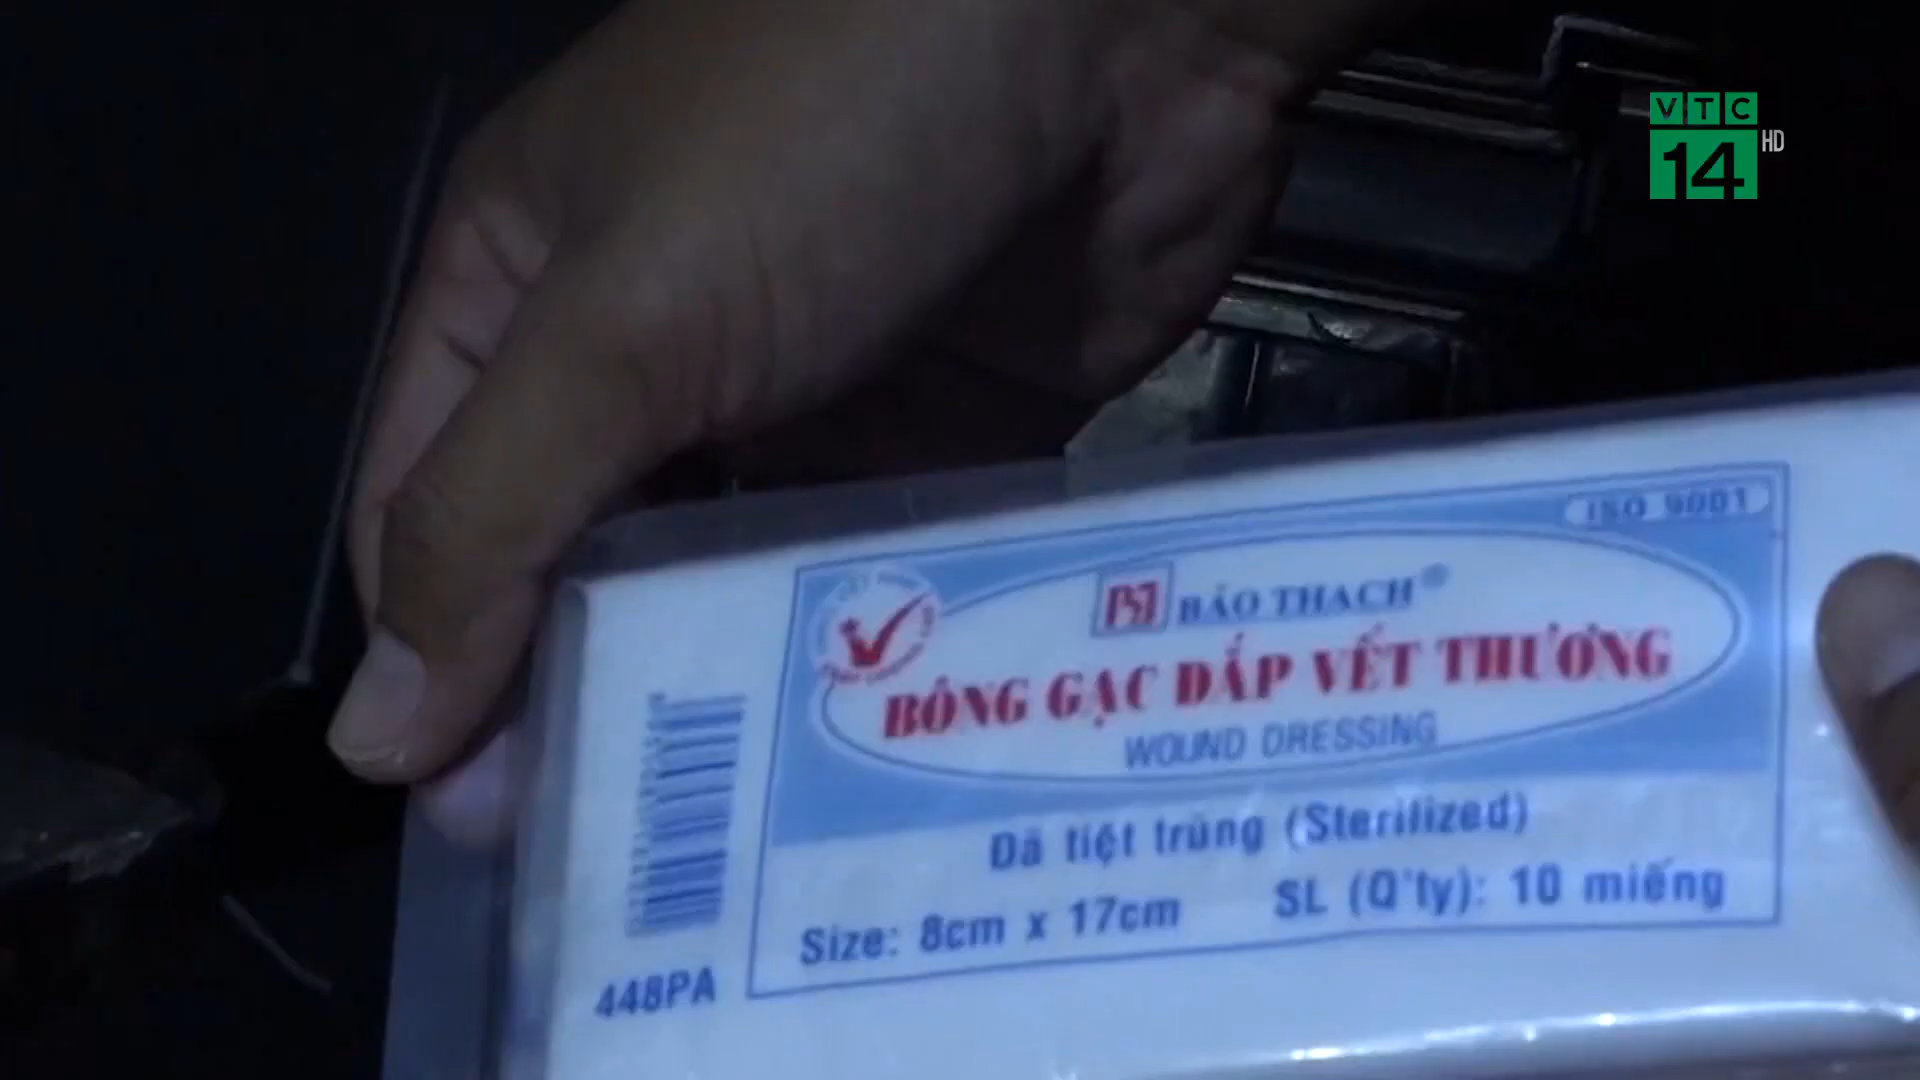 VTC
14 HD
ISO 9001
BẢO THẠCH®
BÔNG GẠC ĐẮP VẾT THƯƠNG
WOUND DRESSING
Đã tiệt trùng (Sterilized)
Size: 8cm x 17cm SL (Q'ty): 10 miếng
448PA